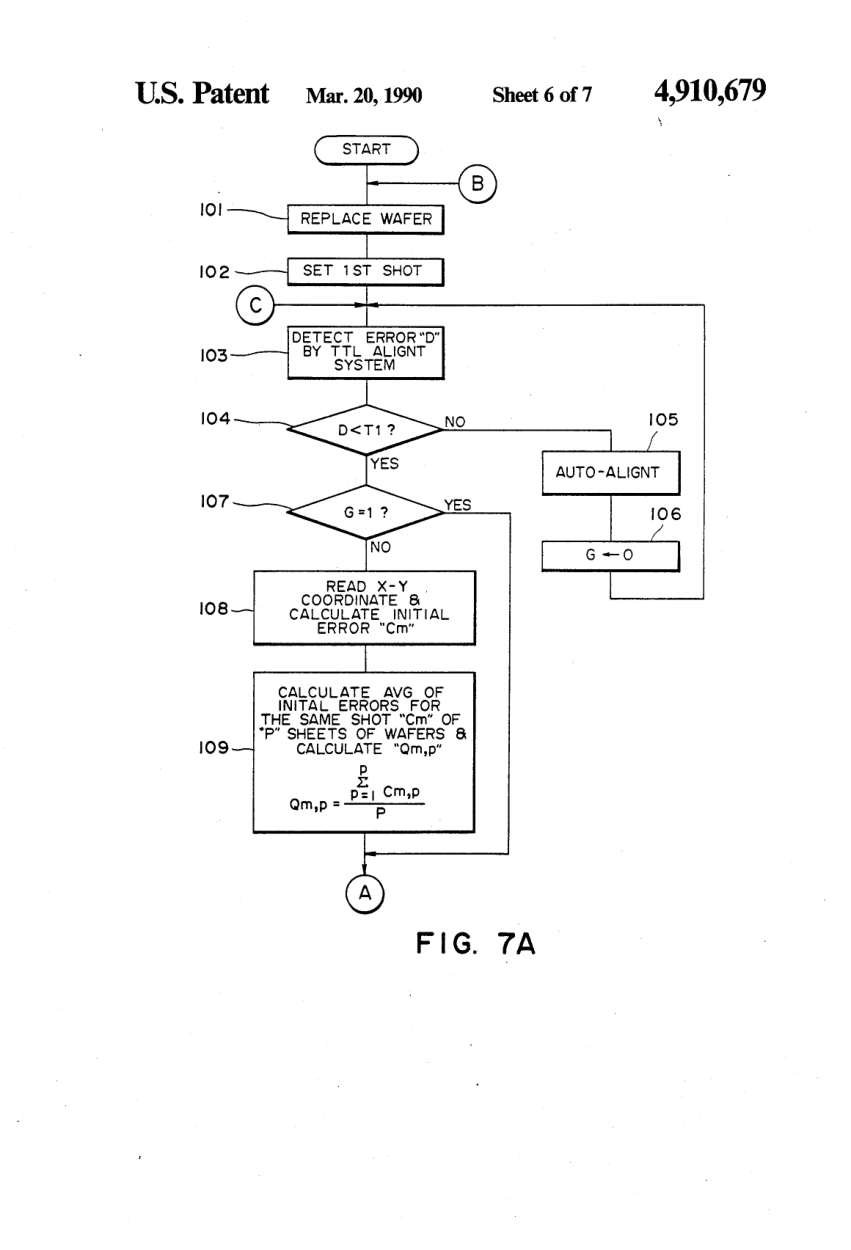 U.S. Patent Mar. 20, 1990 Sheet 6 of 7 4,910,679
START
B
101
REPLACE WAFER
102
SET 1ST SHOT
C
103
DETECT ERROR "D"
BY TTL ALIGNT
SYSTEM
104
D<T1 ?
NO
YES
105
AUTO-ALIGNT
107
G=1 ?
YES
NO
106
G ← O
108
READ X-Y
COORDINATE &
CALCULATE INITIAL
ERROR "Cm"
109
CALCULATE AVG OF
INITAL ERRORS FOR
THE SAME SHOT "Cm" OF
"P" SHEETS OF WAFERS &
CALCULATE "Qm,p"
p
Σ
p=1 Cm,p
Qm,p =
P
A
FIG. 7A